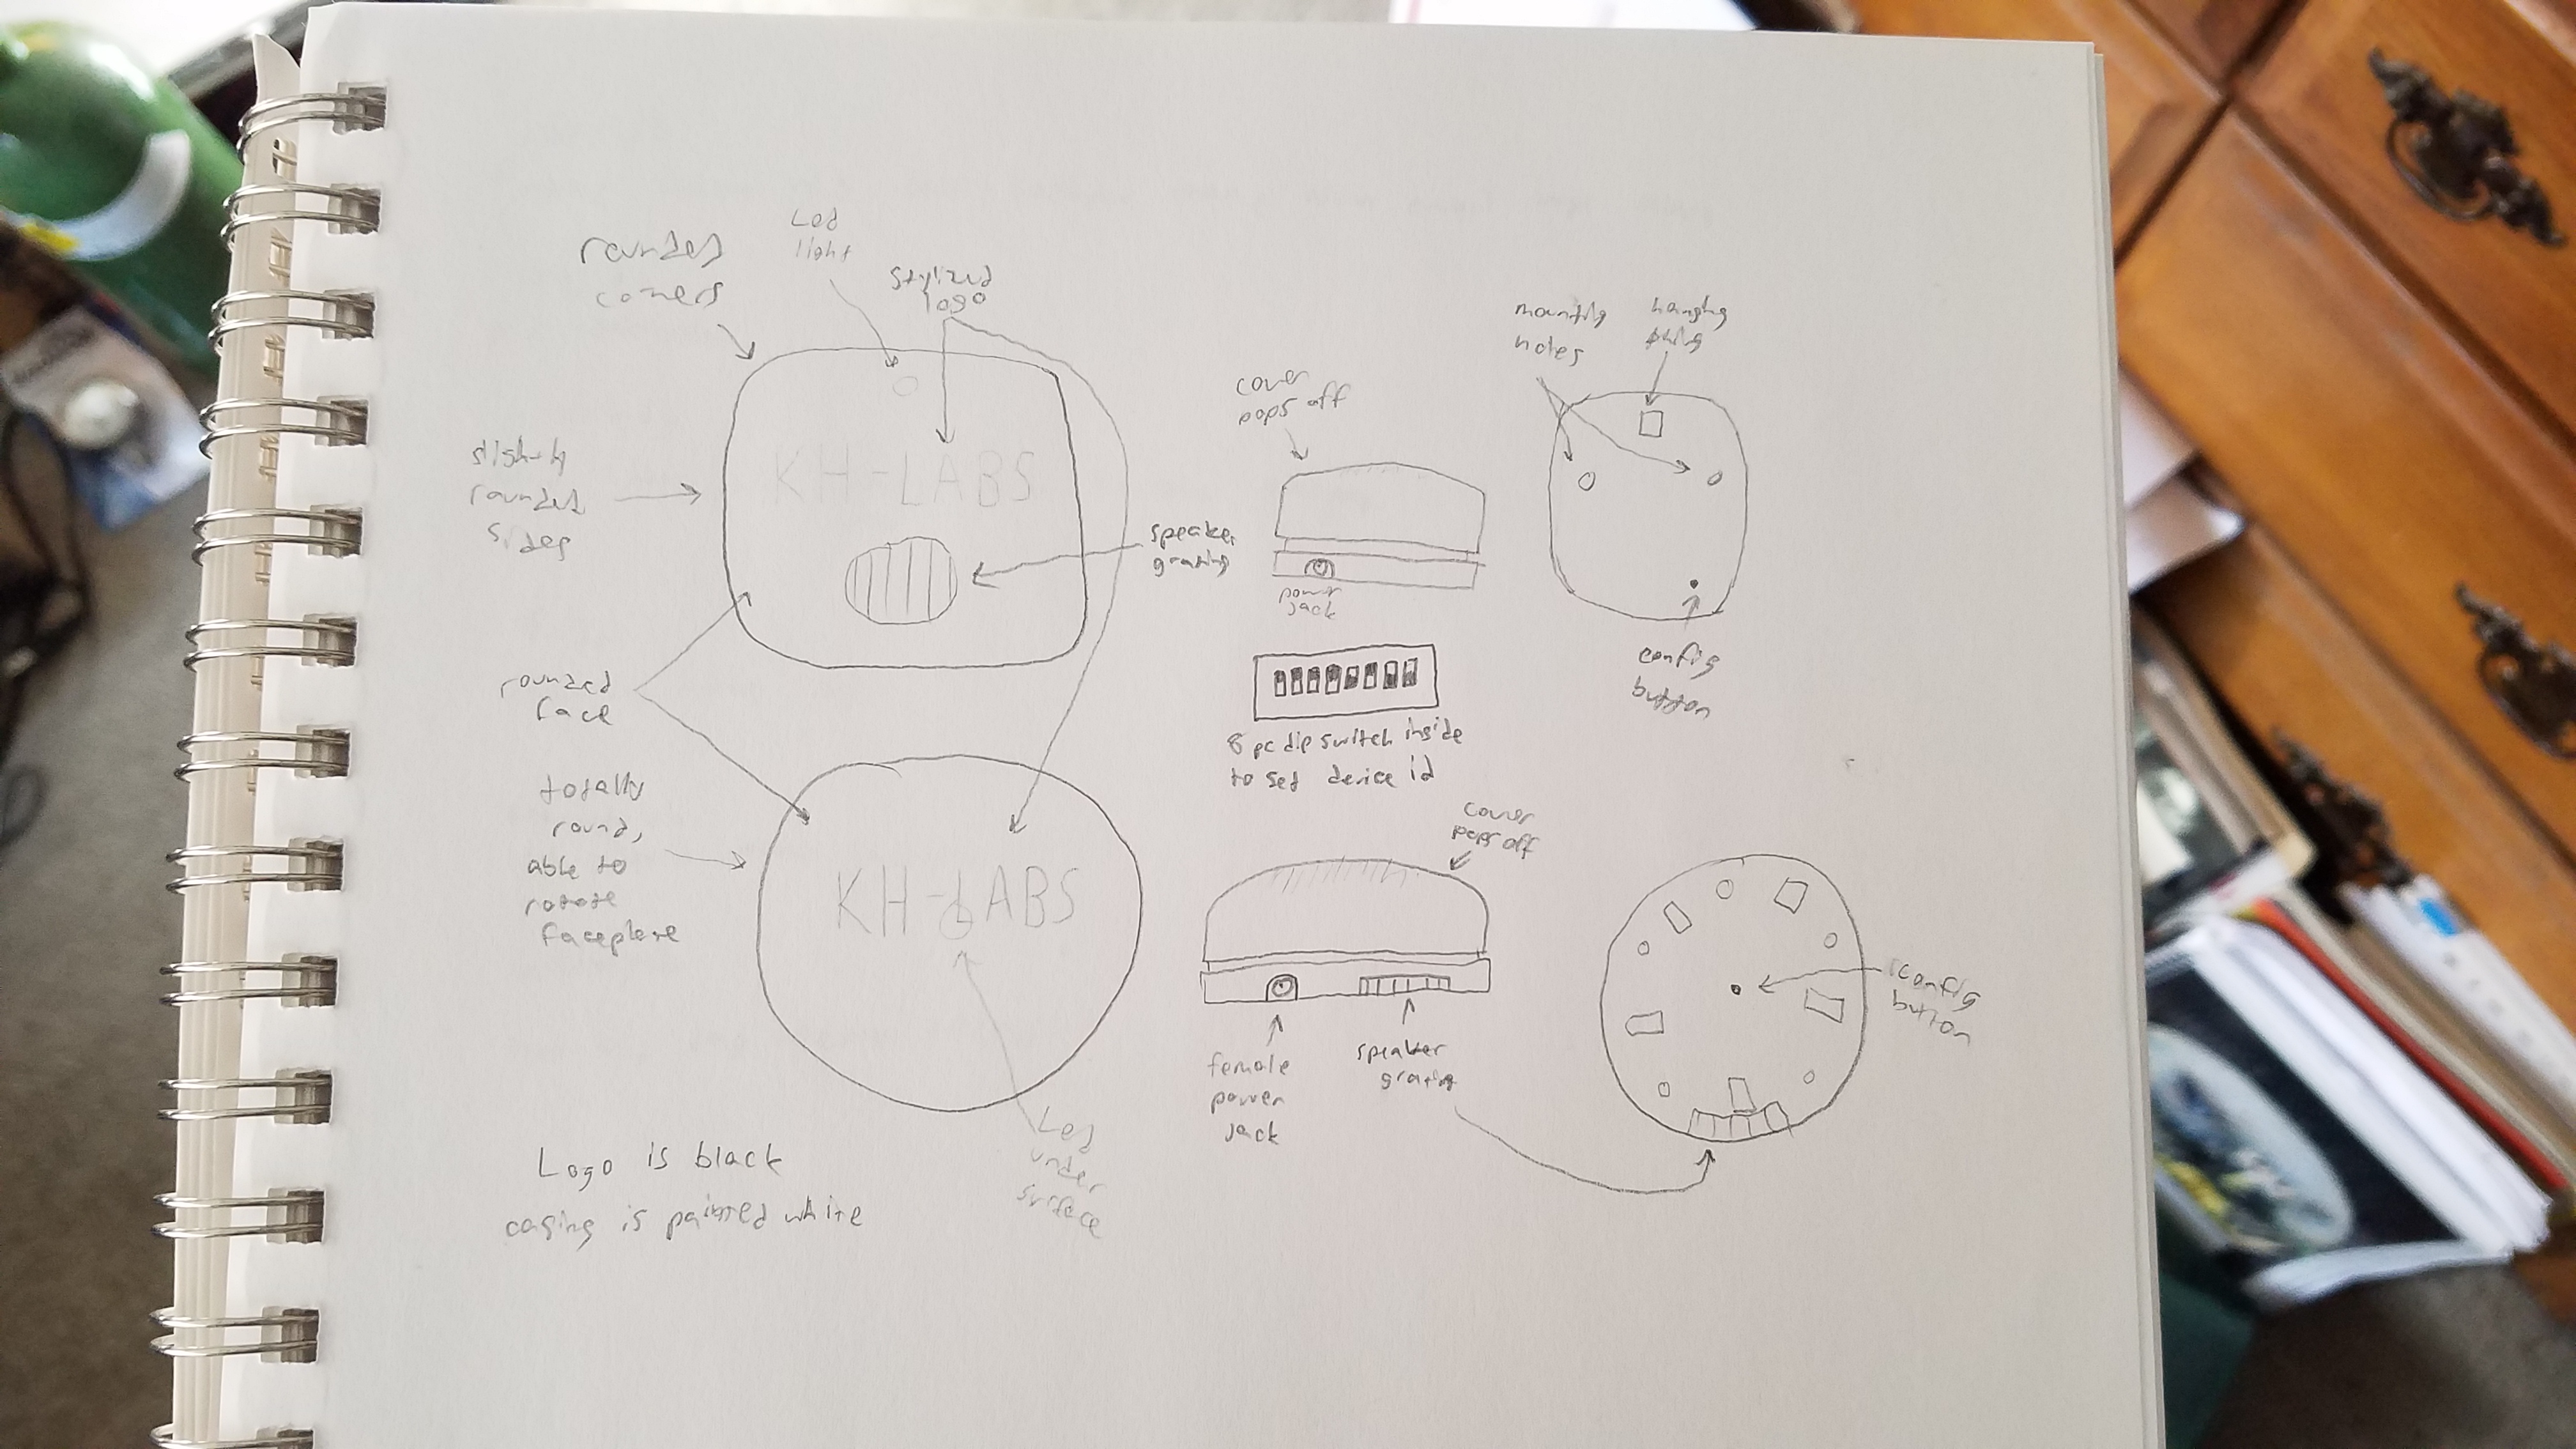 rounded
corners
Led
light
stylized
logo
slightly
rounded
sides
KH-LABS
speaker
grating
rounded
face
totally
round,
able to
rotate
faceplate
KH-LABS
Led
under
surface
Logo is black
casing is painted white
cover
pops off
power
jack
mounting
holes
hanging
thing
config
button
8 pc dip switch inside
to set device id
cover
pops off
female
power
jack
speaker
grating
config
button